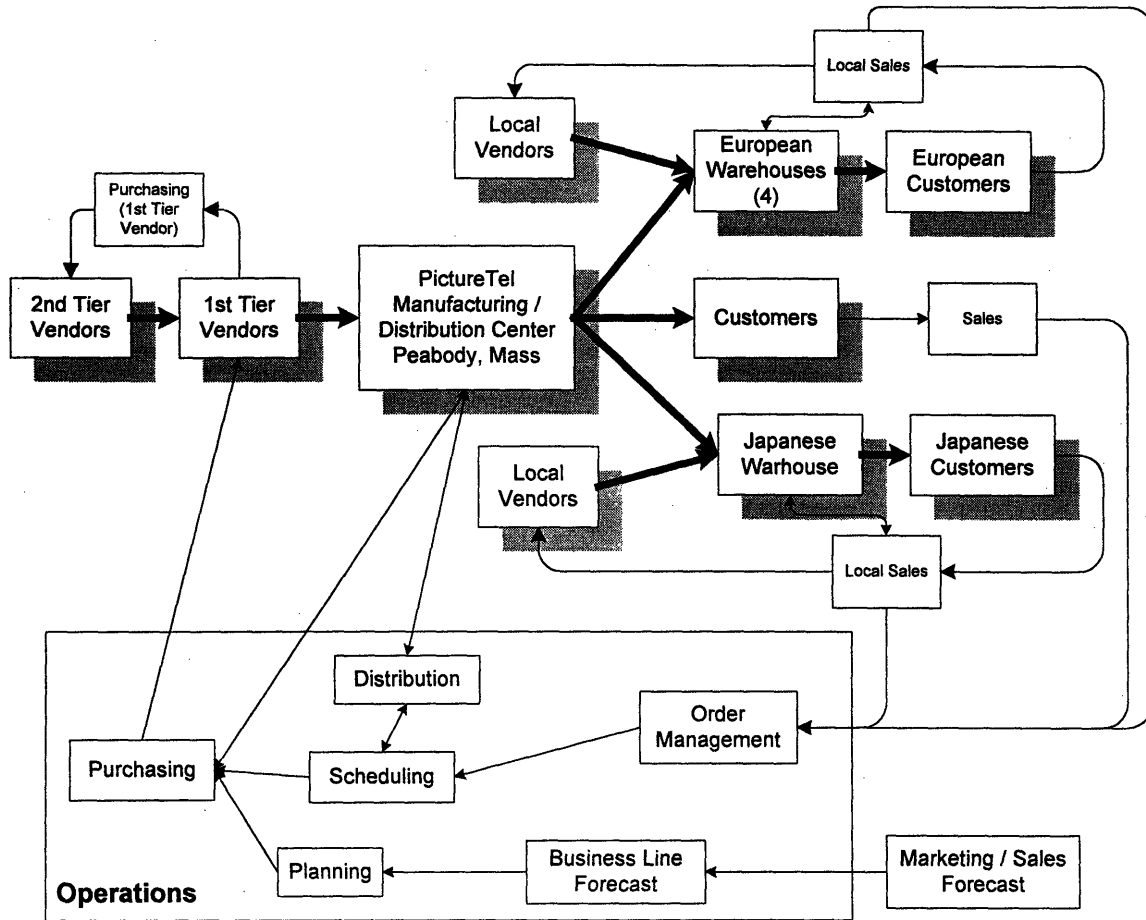 Local Sales
Local
Vendors
European
Warehouses
(4)
European
Customers
Purchasing
(1st Tier
Vendor)
2nd Tier
Vendors
1st Tier
Vendors
PictureTel
Manufacturing /
Distribution Center
Peabody, Mass
Customers
Sales
Local
Vendors
Japanese
Warhouse
Japanese
Customers
Local Sales
Distribution
Order
Management
Purchasing
Scheduling
Planning
Business Line
Forecast
Marketing / Sales
Forecast
Operations